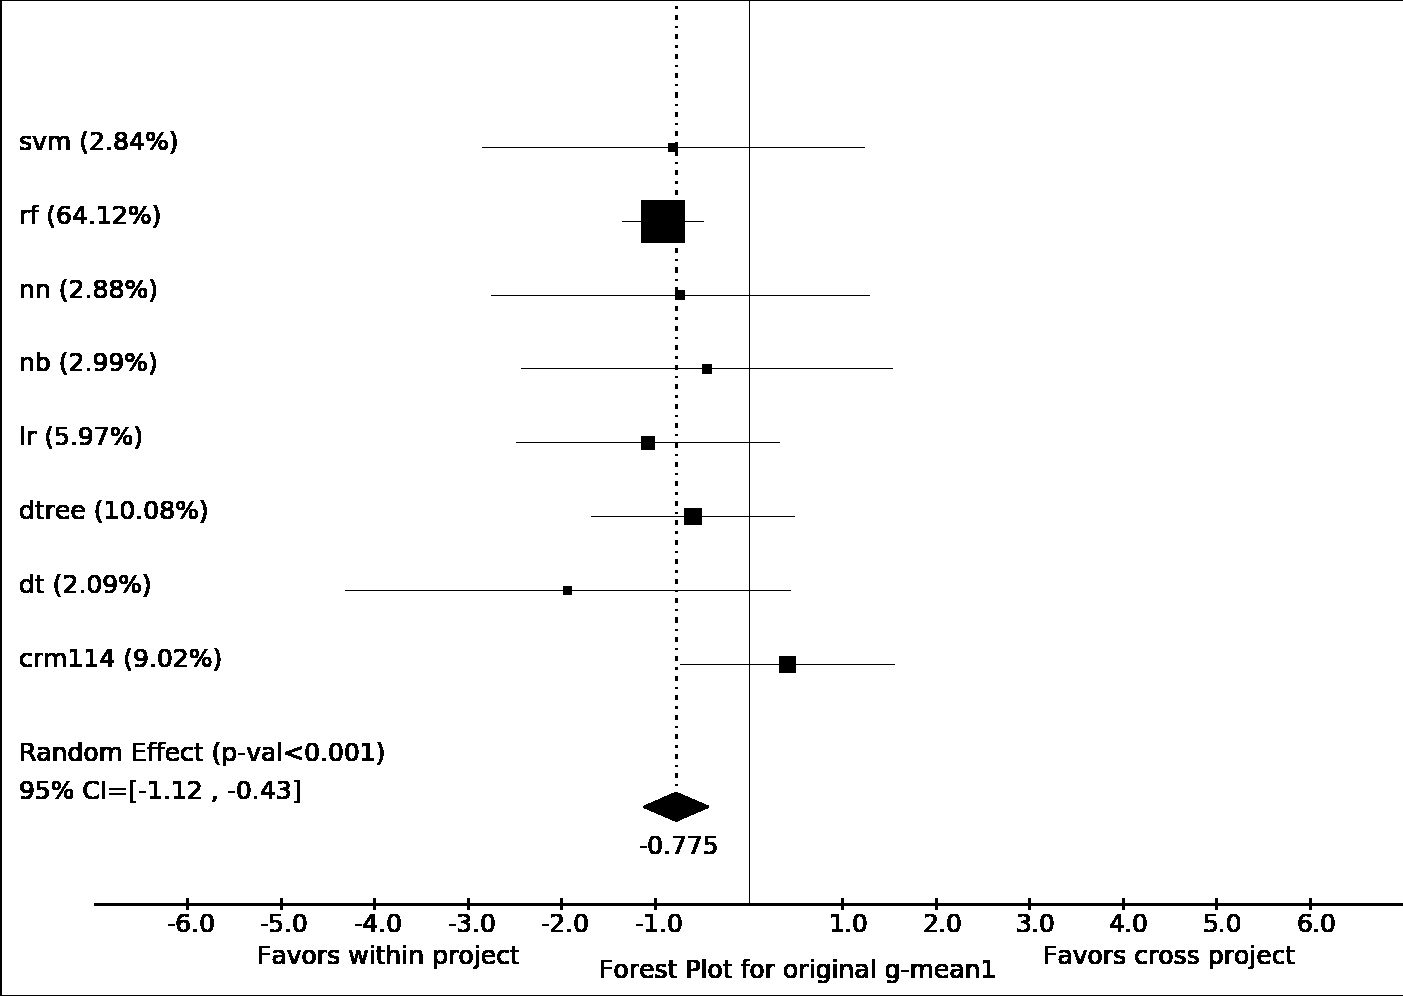 svm (2.84%)
rf (64.12%)
nn (2.88%)
nb (2.99%)
lr (5.97%)
dtree (10.08%)
dt (2.09%)
crm114 (9.02%)
Random Effect (p-val<0.001)
95% CI=[-1.12 , -0.43]
-0.775
-6.0 -5.0 -4.0 -3.0 -2.0 -1.0 1.0 2.0 3.0 4.0 5.0 6.0
Favors within project Favors cross project
Forest Plot for original g-mean1